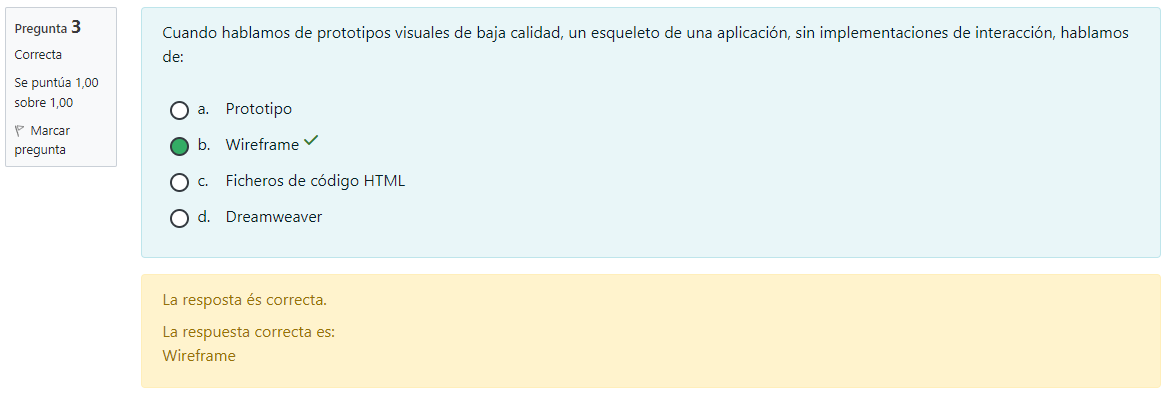 Pregunta 3
Correcta
Se puntúa 1,00
sobre 1,00
Marcar
pregunta
Cuando hablamos de prototipos visuales de baja calidad, un esqueleto de una aplicación, sin implementaciones de interacción, hablamos
de:
a. Prototipo
b. Wireframe
c. Ficheros de código HTML
d. Dreamweaver
La resposta és correcta.
La respuesta correcta es:
Wireframe